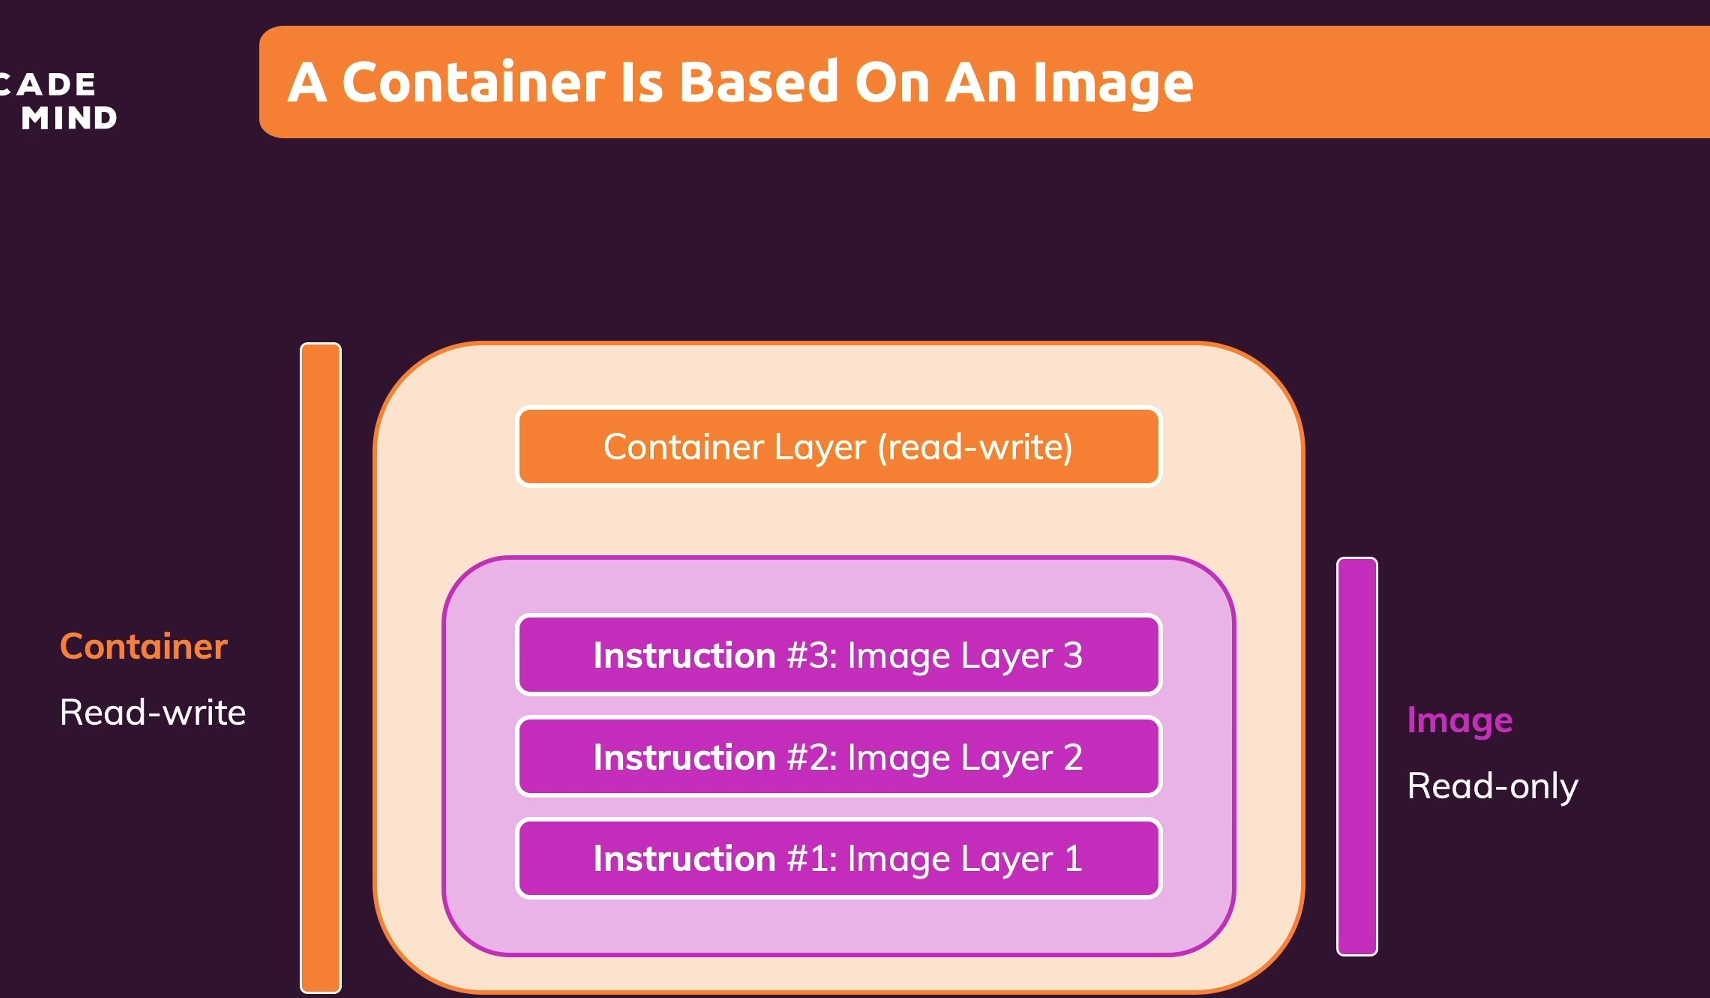 CADE
MIND
A Container Is Based On An Image
Container Layer (read-write)
Instruction #3: Image Layer 3
Instruction #2: Image Layer 2
Instruction #1: Image Layer 1
Container
Read-write
Image
Read-only